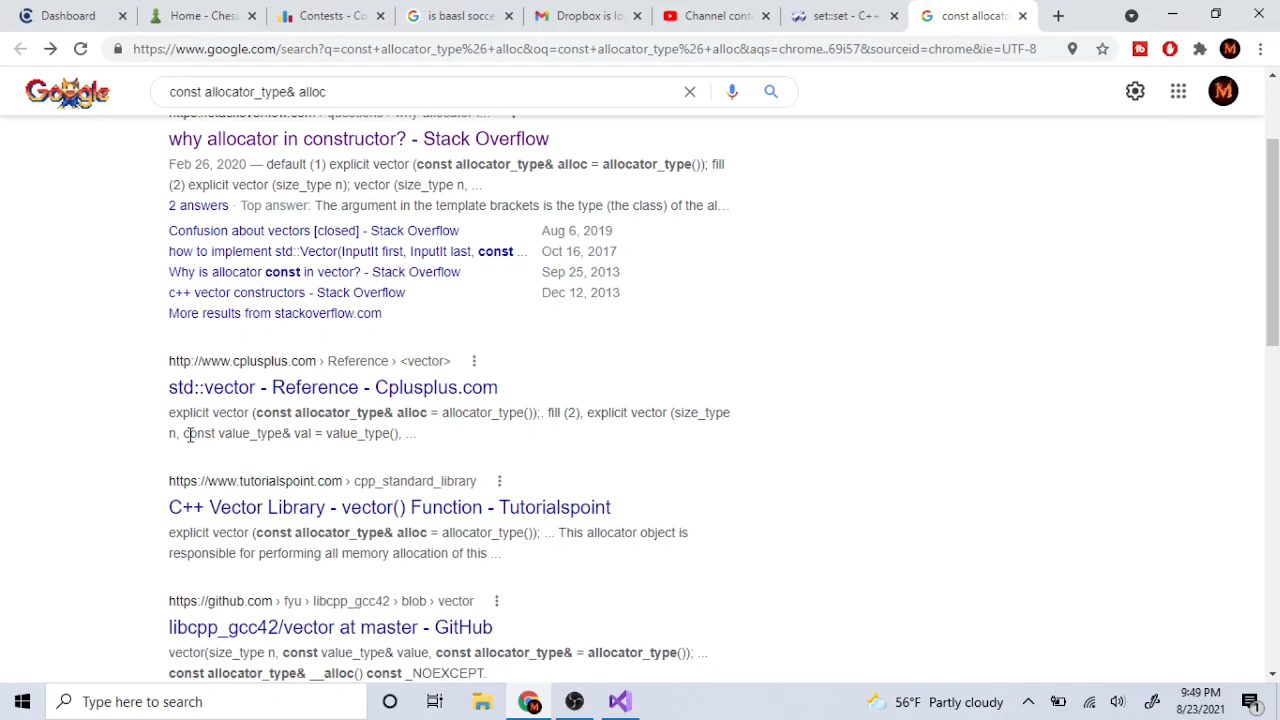 Dashboard
Home - Chess
Contests - Co
is baasl socce
Dropbox is lo
Channel cont
set::set - C++
const allocato
https://www.google.com/search?q=const+allocator_type%26+alloc&oq=const+allocator_type%26+alloc&aqs=chrome..69i57&sourceid=chrome&ie=UTF-8
Google
const allocator_type& alloc
why allocator in constructor? - Stack Overflow
Feb 26, 2020 — default (1) explicit vector (const allocator_type& alloc = allocator_type()); fill
(2) explicit vector (size_type n); vector (size_type n, ...
2 answers · Top answer: The argument in the template brackets is the type (the class) of the al...
Confusion about vectors [closed] - Stack Overflow Aug 6, 2019
how to implement std::Vector(InputIt first, InputIt last, const ... Oct 16, 2017
Why is allocator const in vector? - Stack Overflow Sep 25, 2013
c++ vector constructors - Stack Overflow Dec 12, 2013
More results from stackoverflow.com
http://www.cplusplus.com › Reference › <vector>
std::vector - Reference - Cplusplus.com
explicit vector (const allocator_type& alloc = allocator_type());. fill (2), explicit vector (size_type
n, const value_type& val = value_type(), ...
https://www.tutorialspoint.com › cpp_standard_library
C++ Vector Library - vector() Function - Tutorialspoint
explicit vector (const allocator_type& alloc = allocator_type()); ... This allocator object is
responsible for performing all memory allocation of this ...
https://github.com › fyu › libcpp_gcc42 › blob › vector
libcpp_gcc42/vector at master - GitHub
vector(size_type n, const value_type& value, const allocator_type& = allocator_type()); ...
const allocator_type& __alloc() const _NOEXCEPT.
Type here to search
56°F Partly cloudy
9:49 PM
8/23/2021